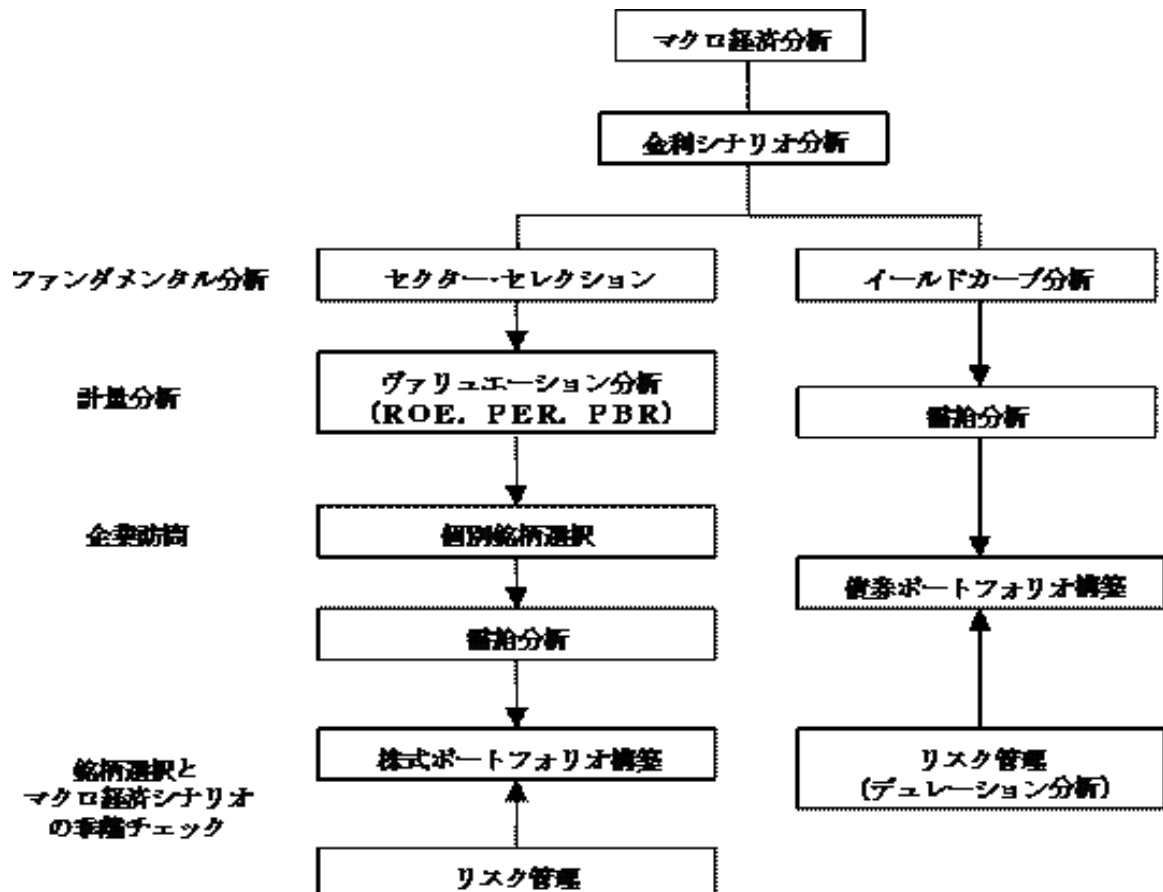 マクロ経済分析
金利シナリオ分析
ファンダメンタル分析
セクター・セレクション
イールドカーブ分析
計量分析
ヴァリュエーション分析
（ROE．PER．PBR）
需給分析
企業訪問
個別銘柄選択
債券ポートフォリオ構築
需給分析
銘柄選択と
マクロ経済シナリオ
の乖離チェック
株式ポートフォリオ構築
リスク管理
（デュレーション分析）
リスク管理